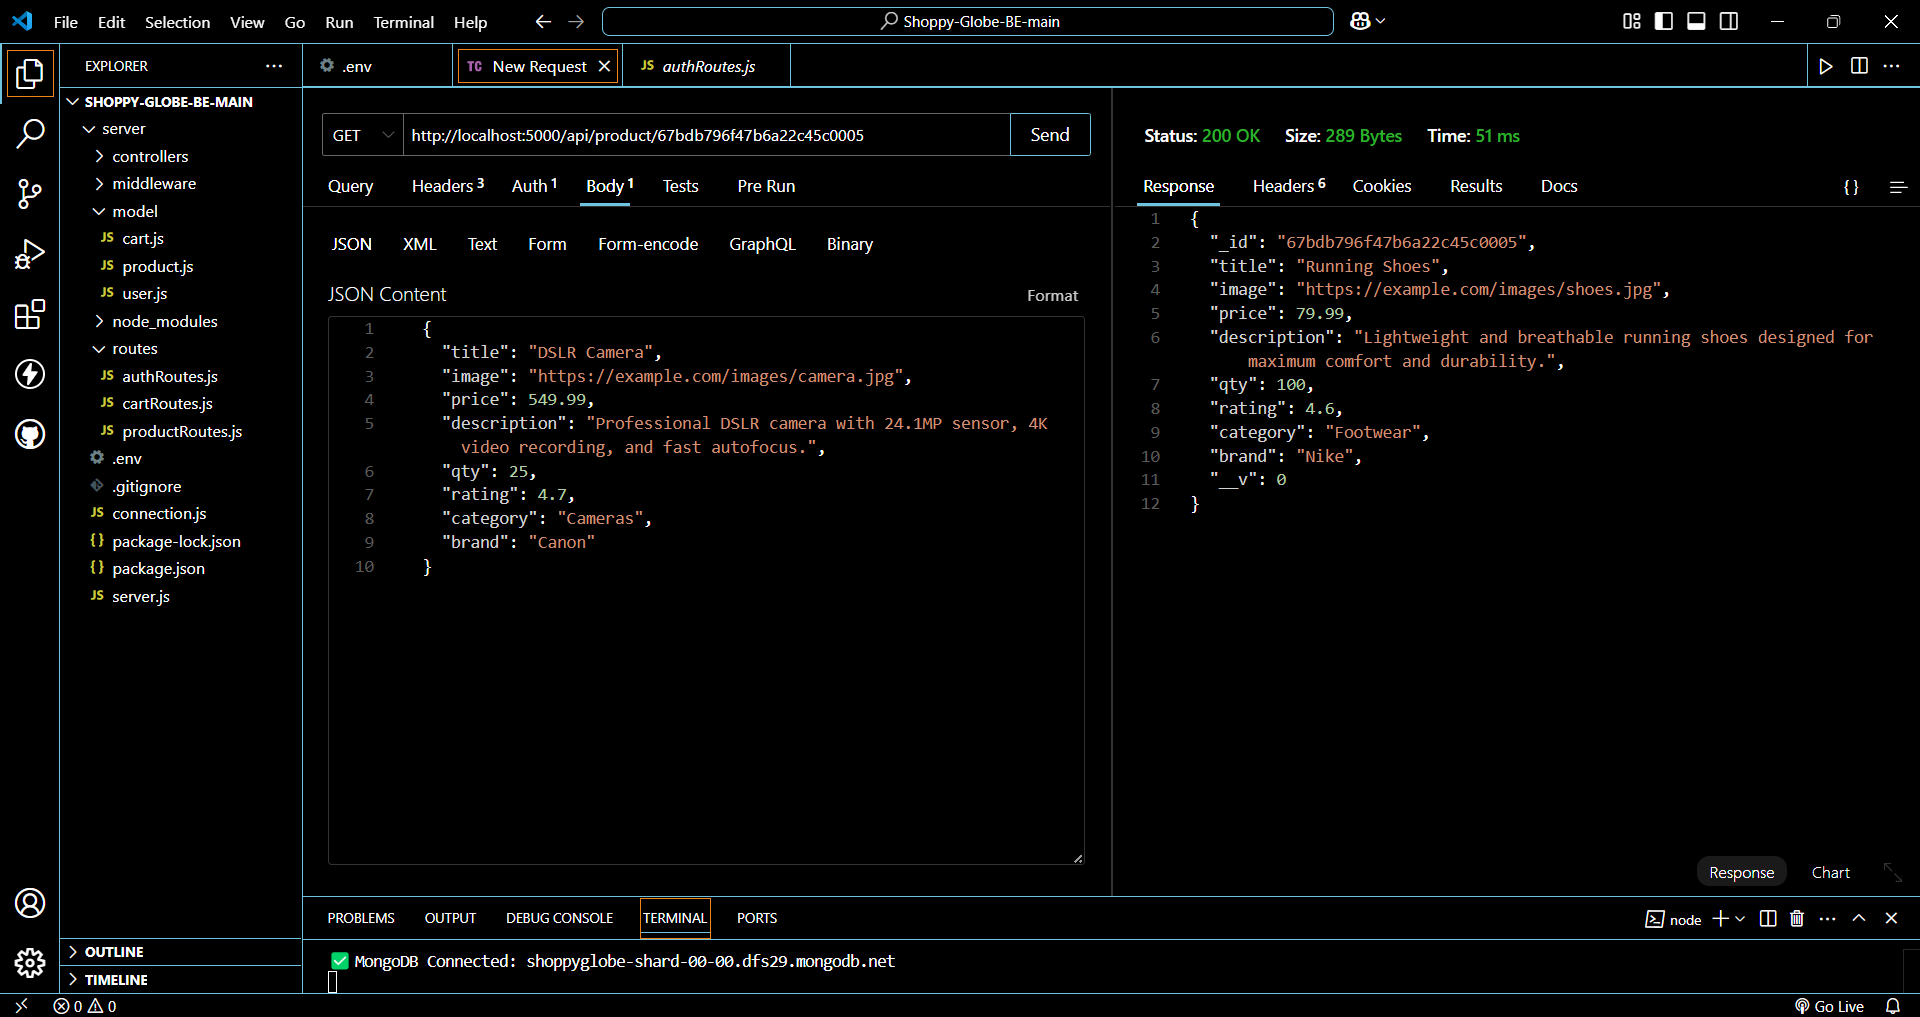 File Edit Selection View Go Run Terminal Help
Shoppy-Globe-BE-main
EXPLORER
.env
TC New Request
JS authRoutes.js
SHOPPY-GLOBE-BE-MAIN
server
controllers
middleware
model
JS cart.js
JS product.js
JS user.js
node_modules
routes
JS authRoutes.js
JS cartRoutes.js
JS productRoutes.js
.env
.gitignore
JS connection.js
{} package-lock.json
{} package.json
JS server.js
OUTLINE
TIMELINE
GET http://localhost:5000/api/product/67bdb796f47b6a22c45c0005 Send
Query Headers 3 Auth 1 Body 1 Tests Pre Run
JSON XML Text Form Form-encode GraphQL Binary
JSON Content Format
1 {
2 "title": "DSLR Camera",
3 "image": "https://example.com/images/camera.jpg",
4 "price": 549.99,
5 "description": "Professional DSLR camera with 24.1MP sensor, 4K
video recording, and fast autofocus.",
6 "qty": 25,
7 "rating": 4.7,
8 "category": "Cameras",
9 "brand": "Canon"
10 }
Status: 200 OK Size: 289 Bytes Time: 51 ms
Response Headers 6 Cookies Results Docs {}
1 {
2 "_id": "67bdb796f47b6a22c45c0005",
3 "title": "Running Shoes",
4 "image": "https://example.com/images/shoes.jpg",
5 "price": 79.99,
6 "description": "Lightweight and breathable running shoes designed for
maximum comfort and durability.",
7 "qty": 100,
8 "rating": 4.6,
9 "category": "Footwear",
10 "brand": "Nike",
11 "__v": 0
12 }
Response Chart
PROBLEMS OUTPUT DEBUG CONSOLE TERMINAL PORTS
node
MongoDB Connected: shoppyglobe-shard-00-00.dfs29.mongodb.net
0 0
Go Live